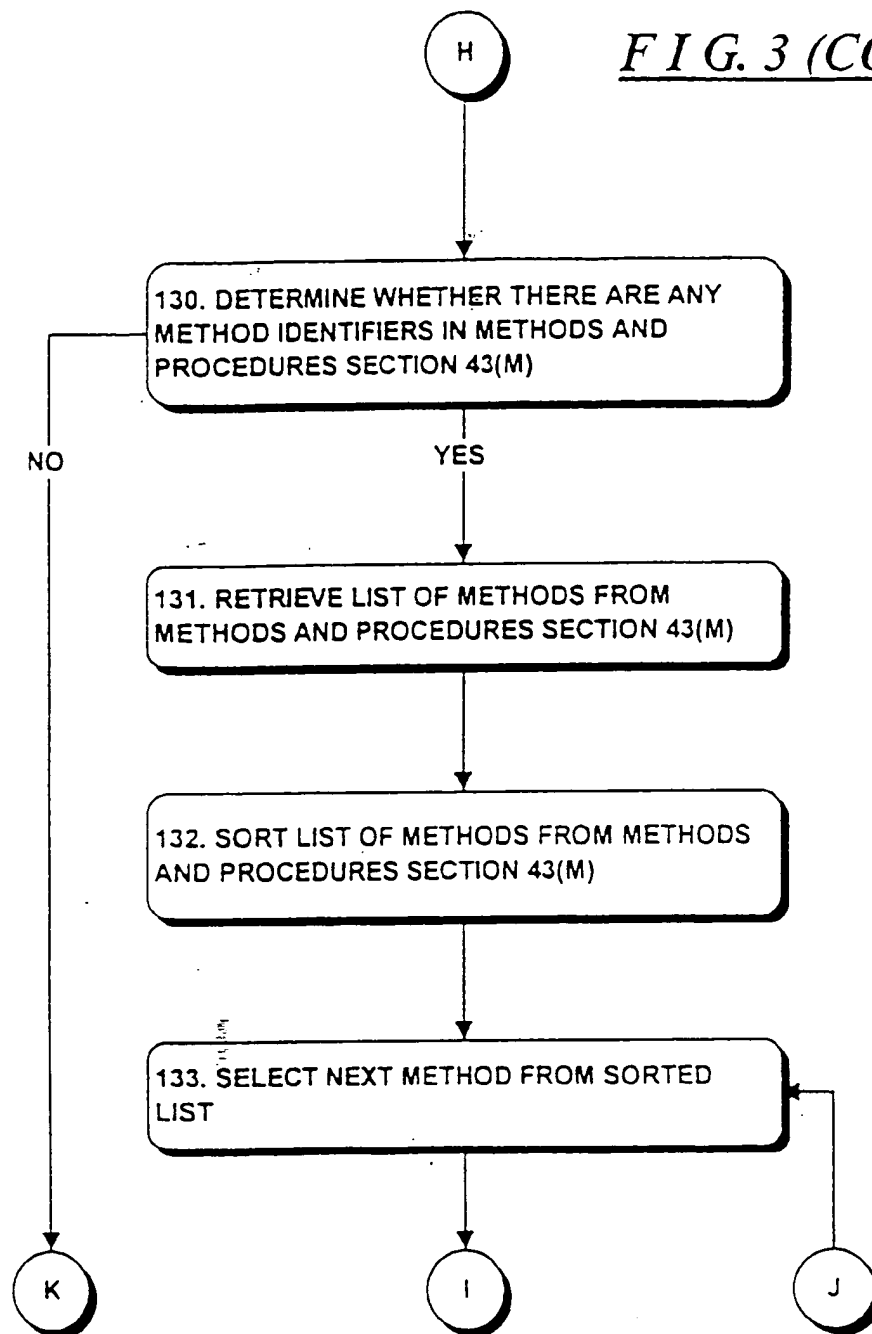 H
F I G. 3 (CO
130. DETERMINE WHETHER THERE ARE ANY
METHOD IDENTIFIERS IN METHODS AND
PROCEDURES SECTION 43(M)
NO
YES
131. RETRIEVE LIST OF METHODS FROM
METHODS AND PROCEDURES SECTION 43(M)
132. SORT LIST OF METHODS FROM METHODS
AND PROCEDURES SECTION 43(M)
133. SELECT NEXT METHOD FROM SORTED
LIST
K
I
J